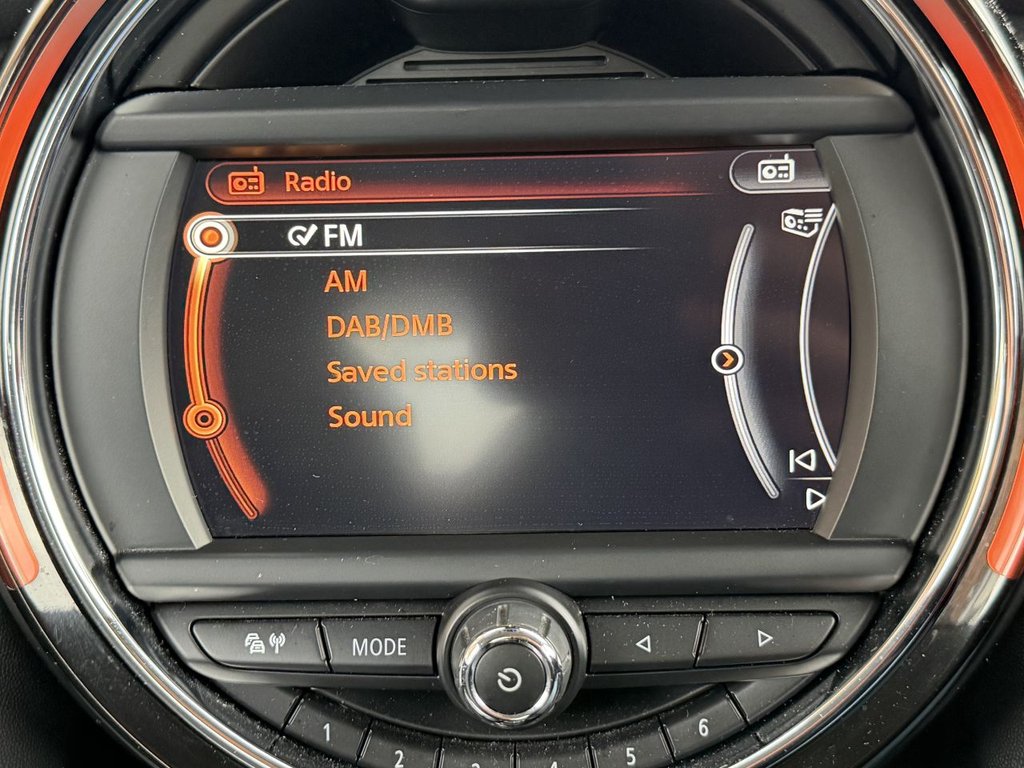 Radio
FM
AM
DAB/DMB
Saved stations
Sound
MODE
1
2
3
4
5
6